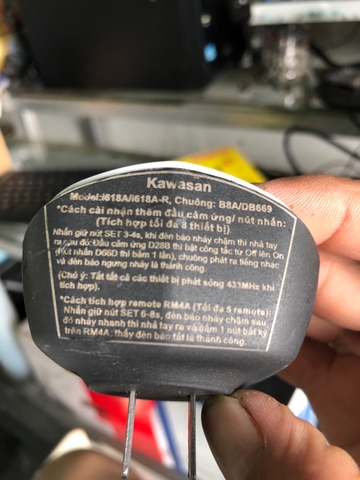 Kawasan
Model:I618A/I618A-R, Chuông: B8A/DB669
*Cách cài nhận thêm đầu cảm ứng/ nút nhấn:
(Tích hợp tối đa 8 thiết bị)
Nhấn giữ nút SET 3-4s, khi đèn báo nháy chậm thì nhả tay
ra sau đó: Đầu cảm ứng D28B thì bật công tắc từ Off lên On
(Nút nhấn D66D thì bấm 1 lần), chuông phát ra tiếng nhạc
và đèn báo ngưng nháy là thành công.
(Chú ý: Tắt tất cả các thiết bị phát sóng 433MHz khi
tích hợp).
*Cách tích hợp remote RM4A (Tối đa 5 remote):
Nhấn giữ nút SET 6-8s, đèn báo nháy chậm sau
đó nháy nhanh thì nhả tay ra và bấm 1 nút bất kỳ
trên RM4A, thấy đèn báo tắt là thành công.